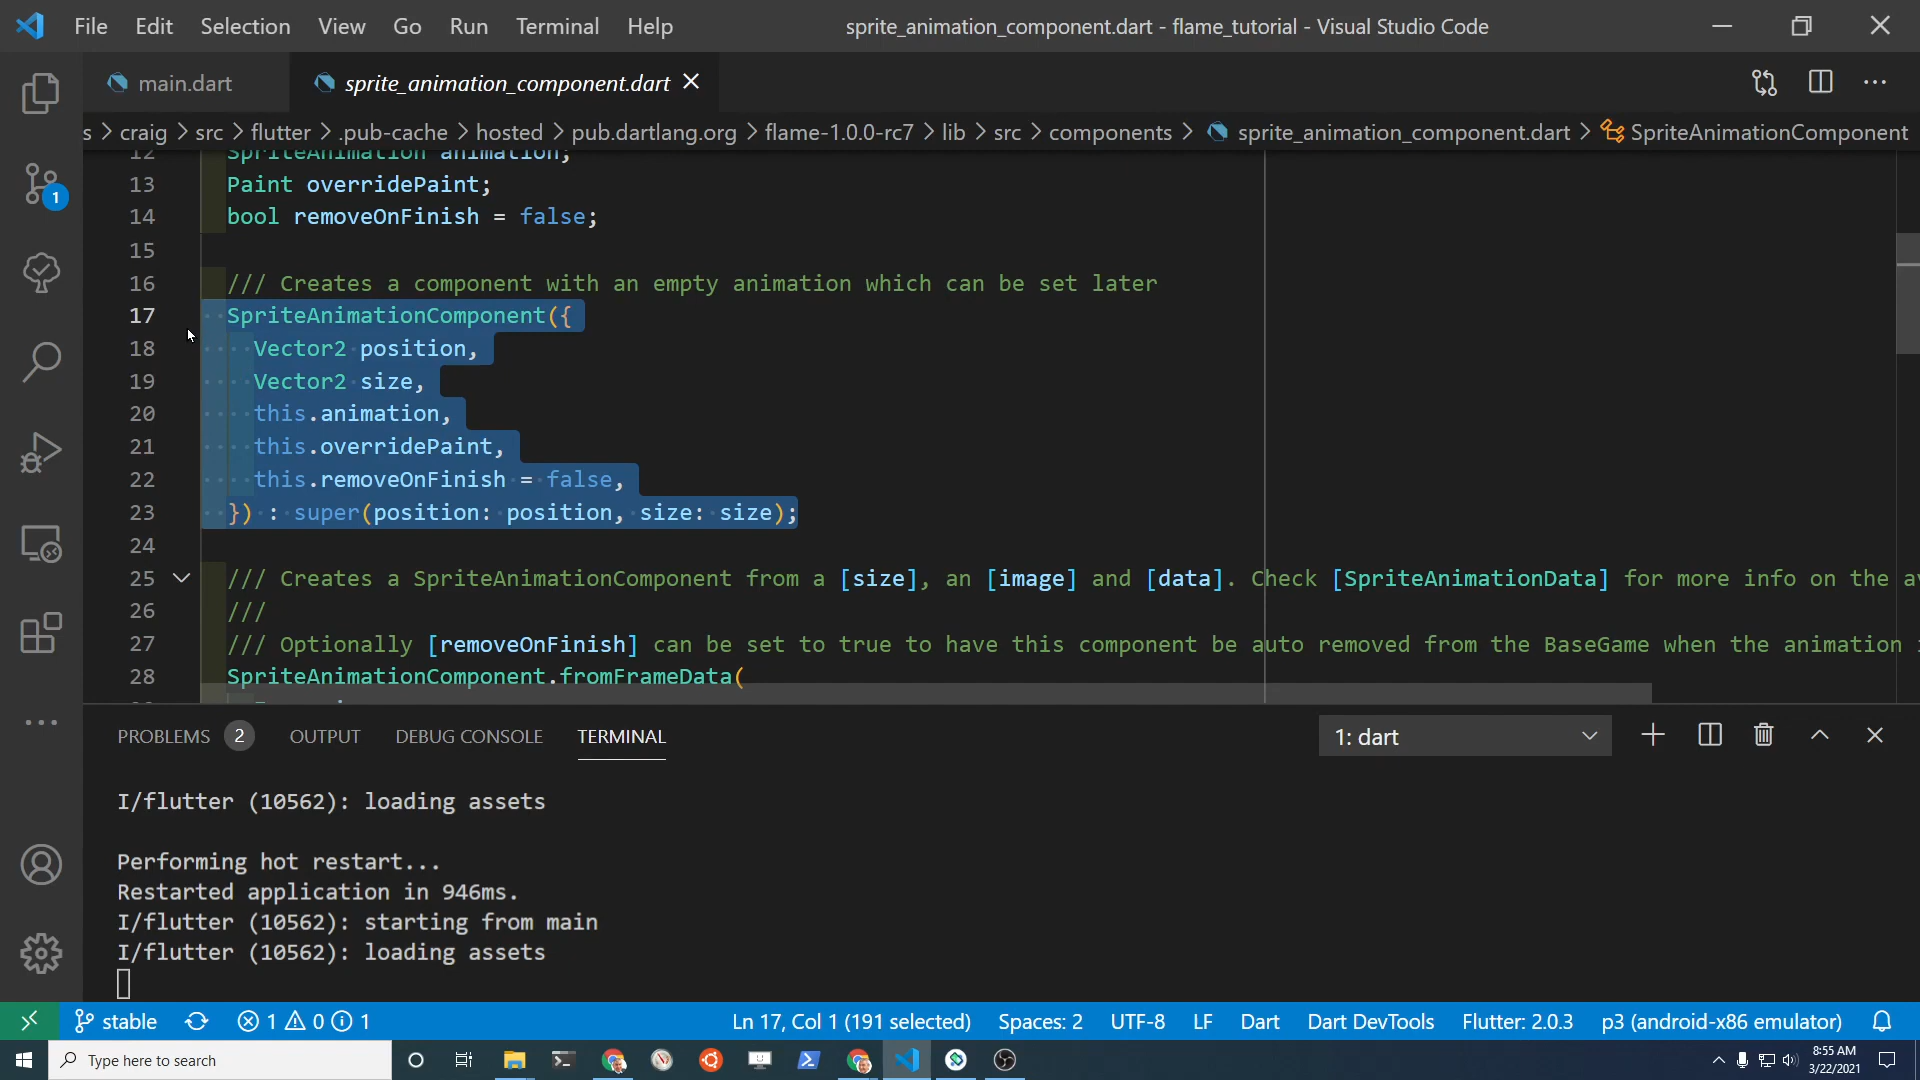 File Edit Selection View Go Run Terminal Help
sprite_animation_component.dart - flame_tutorial - Visual Studio Code
main.dart
sprite_animation_component.dart
s > craig > src > flutter > .pub-cache > hosted > pub.dartlang.org > flame-1.0.0-rc7 > lib > src > components > sprite_animation_component.dart > SpriteAnimationComponent
12 SpriteAnimation animation;
13 Paint overridePaint;
14 bool removeOnFinish = false;
15
16 /// Creates a component with an empty animation which can be set later
17 SpriteAnimationComponent({
18 Vector2 position,
19 Vector2 size,
20 this.animation,
21 this.overridePaint,
22 this.removeOnFinish = false,
23 }) : super(position: position, size: size);
24
25 /// Creates a SpriteAnimationComponent from a [size], an [image] and [data]. Check [SpriteAnimationData] for more info on the
26 ///
27 /// Optionally [removeOnFinish] can be set to true to have this component be auto removed from the BaseGame when the animation
28 SpriteAnimationComponent.fromFrameData(
PROBLEMS 2 OUTPUT DEBUG CONSOLE TERMINAL
1: dart
I/flutter (10562): loading assets
Performing hot restart...
Restarted application in 946ms.
I/flutter (10562): starting from main
I/flutter (10562): loading assets
stable 1 0 1 Ln 17, Col 1 (191 selected) Spaces: 2 UTF-8 LF Dart Dart DevTools Flutter: 2.0.3 p3 (android-x86 emulator)
Type here to search
8:55 AM
3/22/2021
1